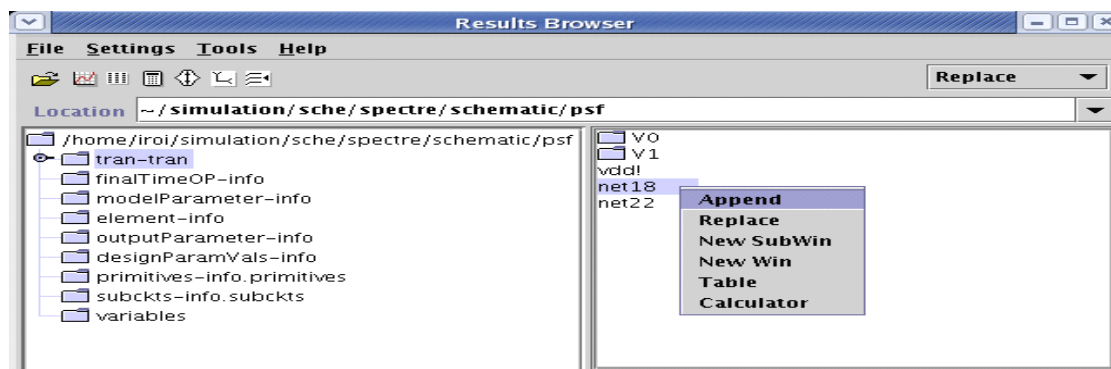 Results Browser
File Settings Tools Help
Replace
Location ~/simulation/sche/spectre/schematic/psf
/home/iroi/simulation/sche/spectre/schematic/psf
tran-tran
finalTimeOP-info
modelParameter-info
element-info
outputParameter-info
designParamVals-info
primitives-info.primitives
subckts-info.subckts
variables
V0
V1
vdd!
net18
net22
Append
Replace
New SubWin
New Win
Table
Calculator